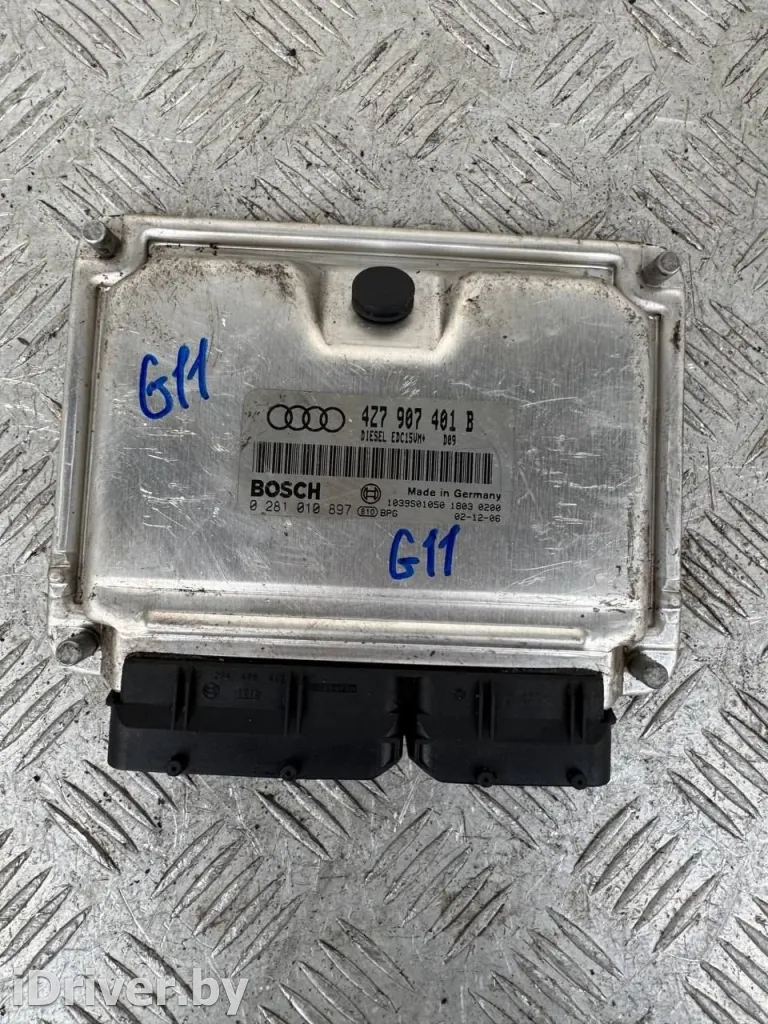 G11
4Z7 907 401 B
DIESEL EDC15VM+ D09
BOSCH
Made in Germany
0 281 010 897
1039S01050 1803 0200
810 BPG
02-12-06
G11
iDriver.by